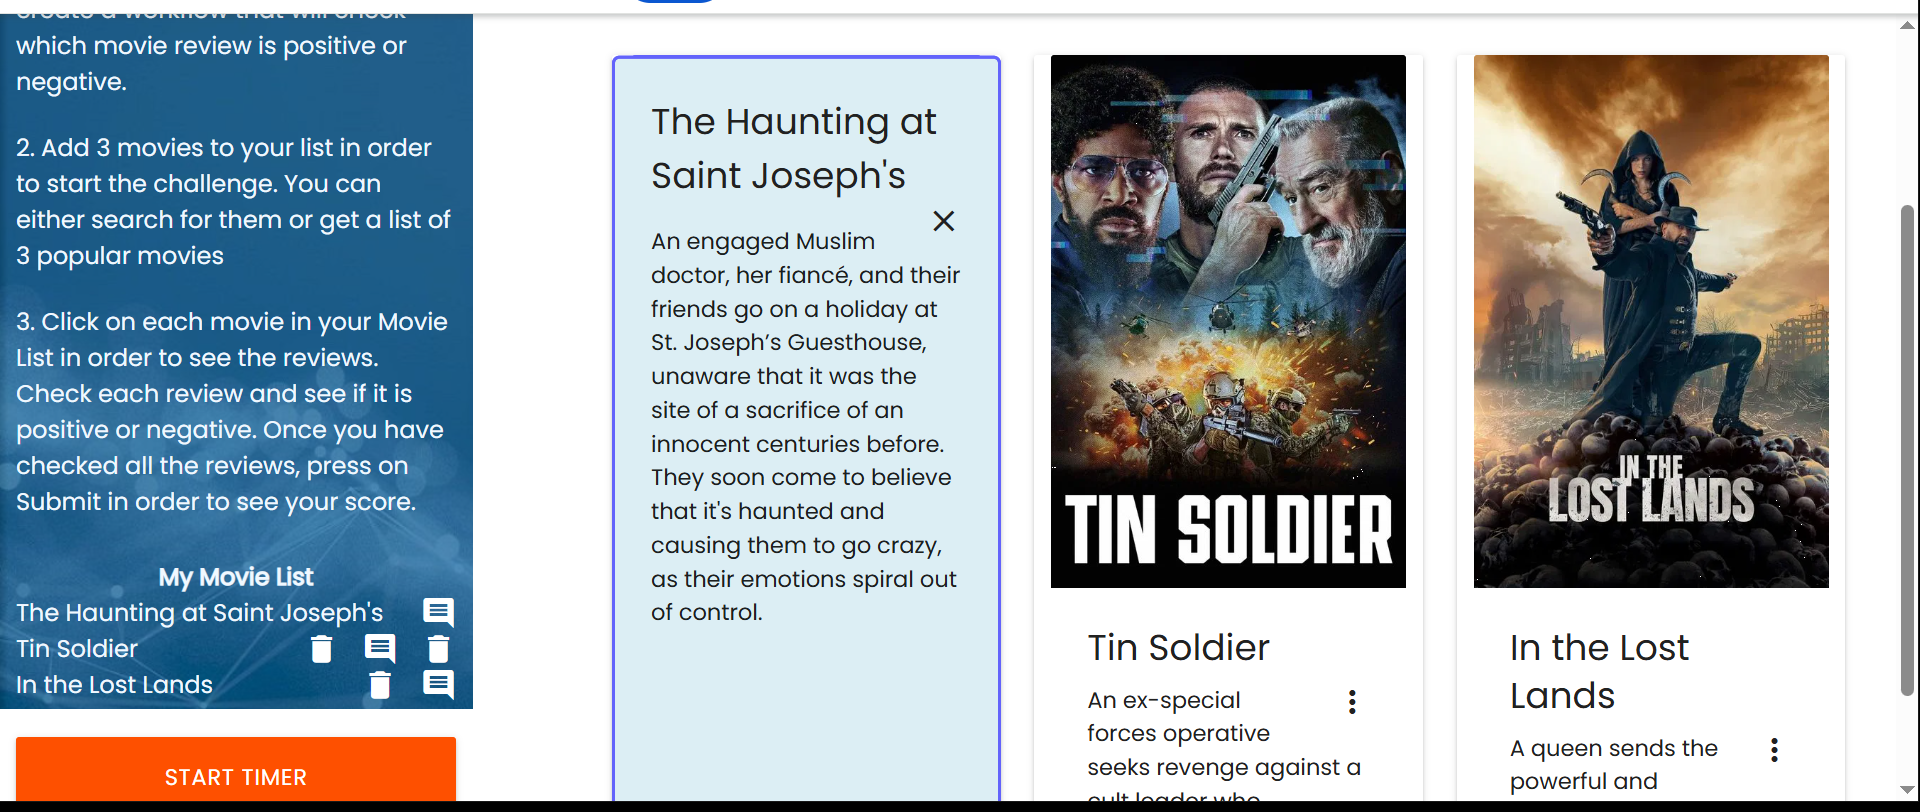 create a workflow that will check
which movie review is positive or
negative.
2. Add 3 movies to your list in order
to start the challenge. You can
either search for them or get a list of
3 popular movies
3. Click on each movie in your Movie
List in order to see the reviews.
Check each review and see if it is
positive or negative. Once you have
checked all the reviews, press on
Submit in order to see your score.
My Movie List
The Haunting at Saint Joseph's
Tin Soldier
In the Lost Lands
START TIMER
The Haunting at
Saint Joseph's
An engaged Muslim
doctor, her fiancé, and their
friends go on a holiday at
St. Joseph’s Guesthouse,
unaware that it was the
site of a sacrifice of an
innocent centuries before.
They soon come to believe
that it's haunted and
causing them to go crazy,
as their emotions spiral out
of control.
TIN SOLDIER
Tin Soldier
An ex-special
forces operative
seeks revenge against a
cult leader who
IN THE
LOST LANDS
In the Lost
Lands
A queen sends the
powerful and